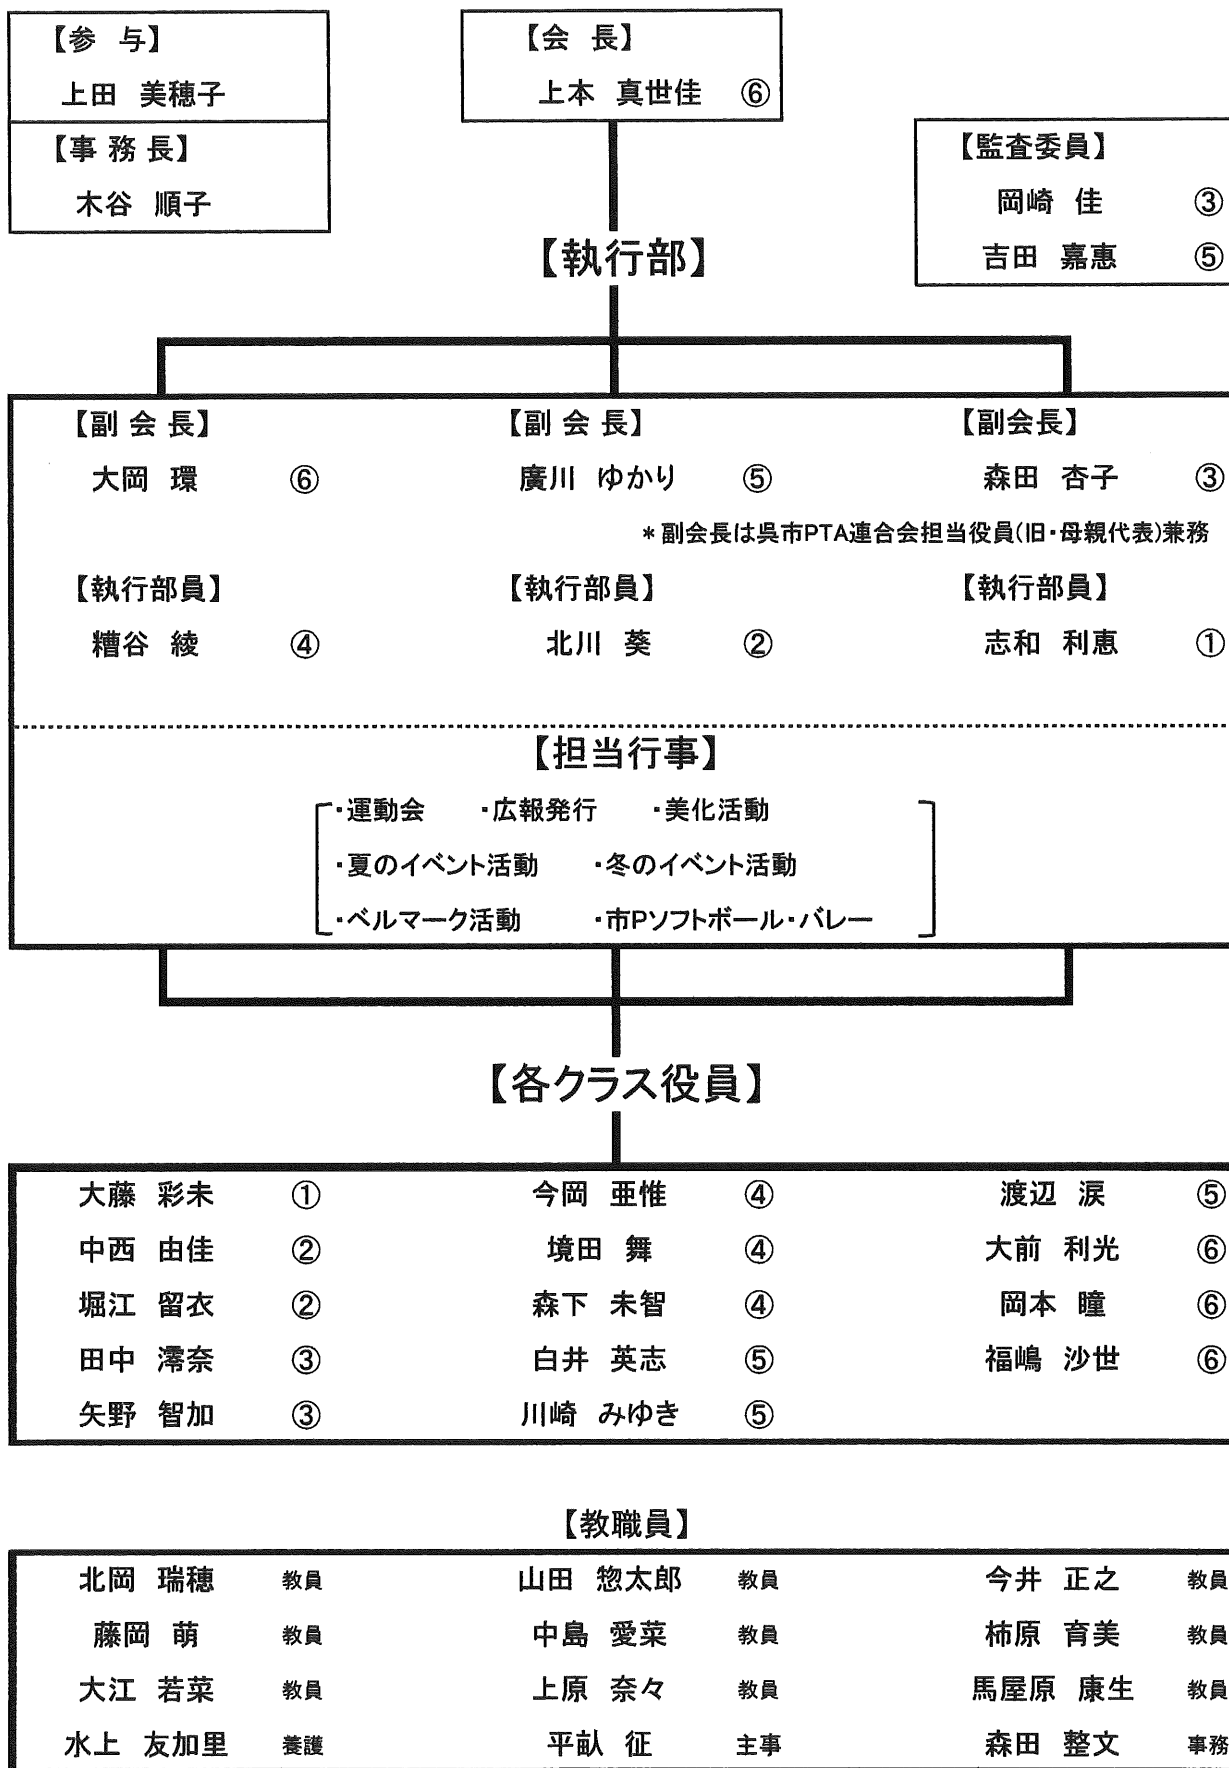 【参 与】
上田 美穂子
【事 務 長】
木谷 順子
【会 長】
上本 真世佳 ⑥
【監査委員】
岡崎 佳 ③
吉田 嘉恵 ⑤
【執行部】
【副 会 長】 【副 会 長】 【副会長】
大岡 環 ⑥ 廣川 ゆかり ⑤ 森田 杏子 ③
*副会長は呉市PTA連合会担当役員(旧・母親代表)兼務
【執行部員】 【執行部員】 【執行部員】
糟谷 綾 ④ 北川 葵 ② 志和 利恵 ①
【担当行事】
・運動会 ・広報発行 ・美化活動
・夏のイベント活動 ・冬のイベント活動
・ベルマーク活動 ・市Pソフトボール・バレー
【各クラス役員】
大藤 彩未 ① 今岡 亜惟 ④ 渡辺 涙 ⑤
中西 由佳 ② 境田 舞 ④ 大前 利光 ⑥
堀江 留衣 ② 森下 未智 ④ 岡本 瞳 ⑥
田中 澪奈 ③ 白井 英志 ⑤ 福嶋 沙世 ⑥
矢野 智加 ③ 川崎 みゆき ⑤
【教職員】
北岡 瑞穂 教員 山田 惣太郎 教員 今井 正之 教員
藤岡 萌 教員 中島 愛菜 教員 柿原 育美 教員
大江 若菜 教員 上原 奈々 教員 馬屋原 康生 教員
水上 友加里 養護 平畝 征 主事 森田 整文 事務